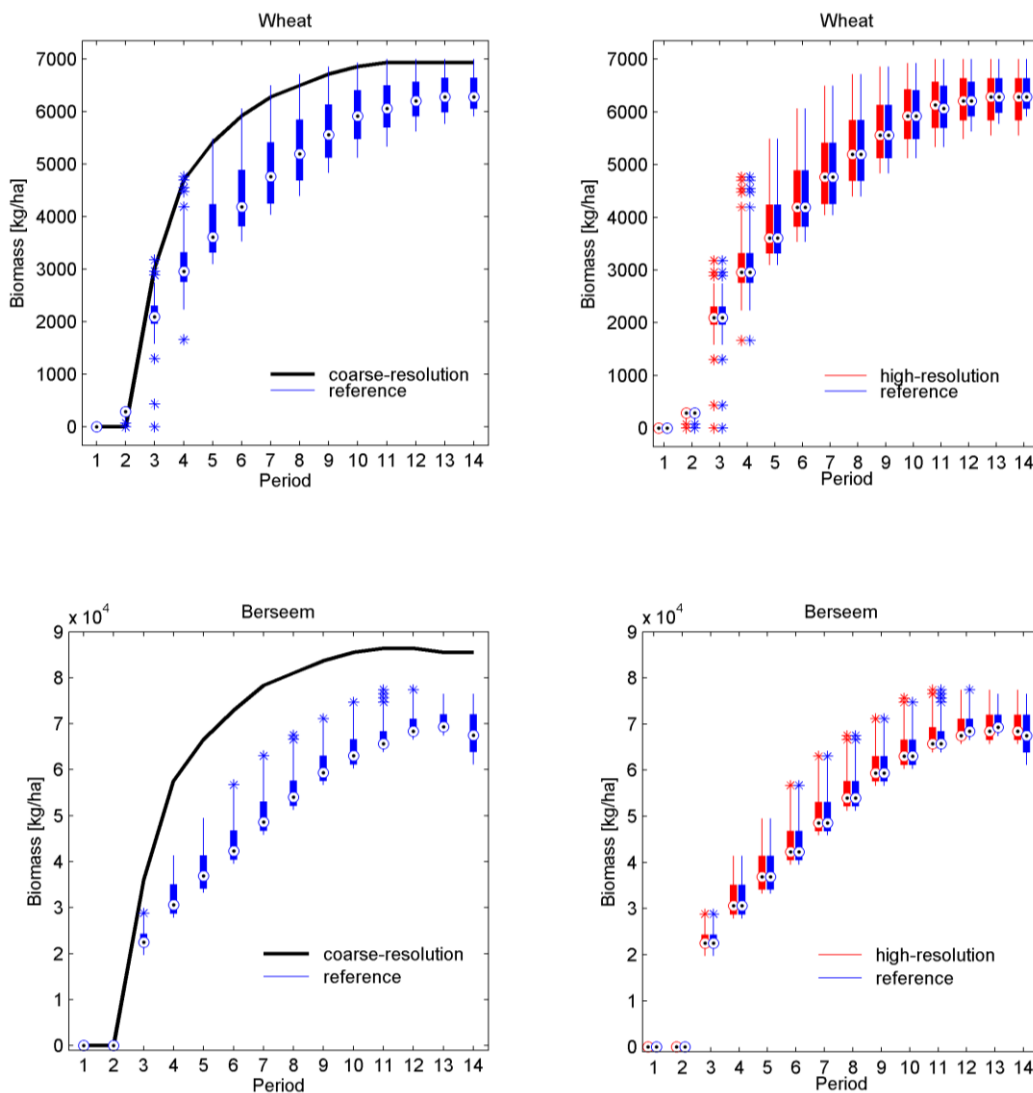 Wheat
7000
6000
5000
4000
3000
2000
1000
0
Biomass [kg/ha]
coarse-resolution
reference
1 2 3 4 5 6 7 8 9 10 11 12 13 14
Period
Wheat
7000
6000
5000
4000
3000
2000
1000
0
Biomass [kg/ha]
high-resolution
reference
1 2 3 4 5 6 7 8 9 10 11 12 13 14
Period
Berseem
x 10^4
9
8
7
6
5
4
3
2
1
0
Biomass [kg/ha]
coarse-resolution
reference
1 2 3 4 5 6 7 8 9 10 11 12 13 14
Period
Berseem
9
8
7
6
5
4
3
2
1
0
Biomass [kg/ha]
high-resolution
reference
1 2 3 4 5 6 7 8 9 10 11 12 13 14
Period